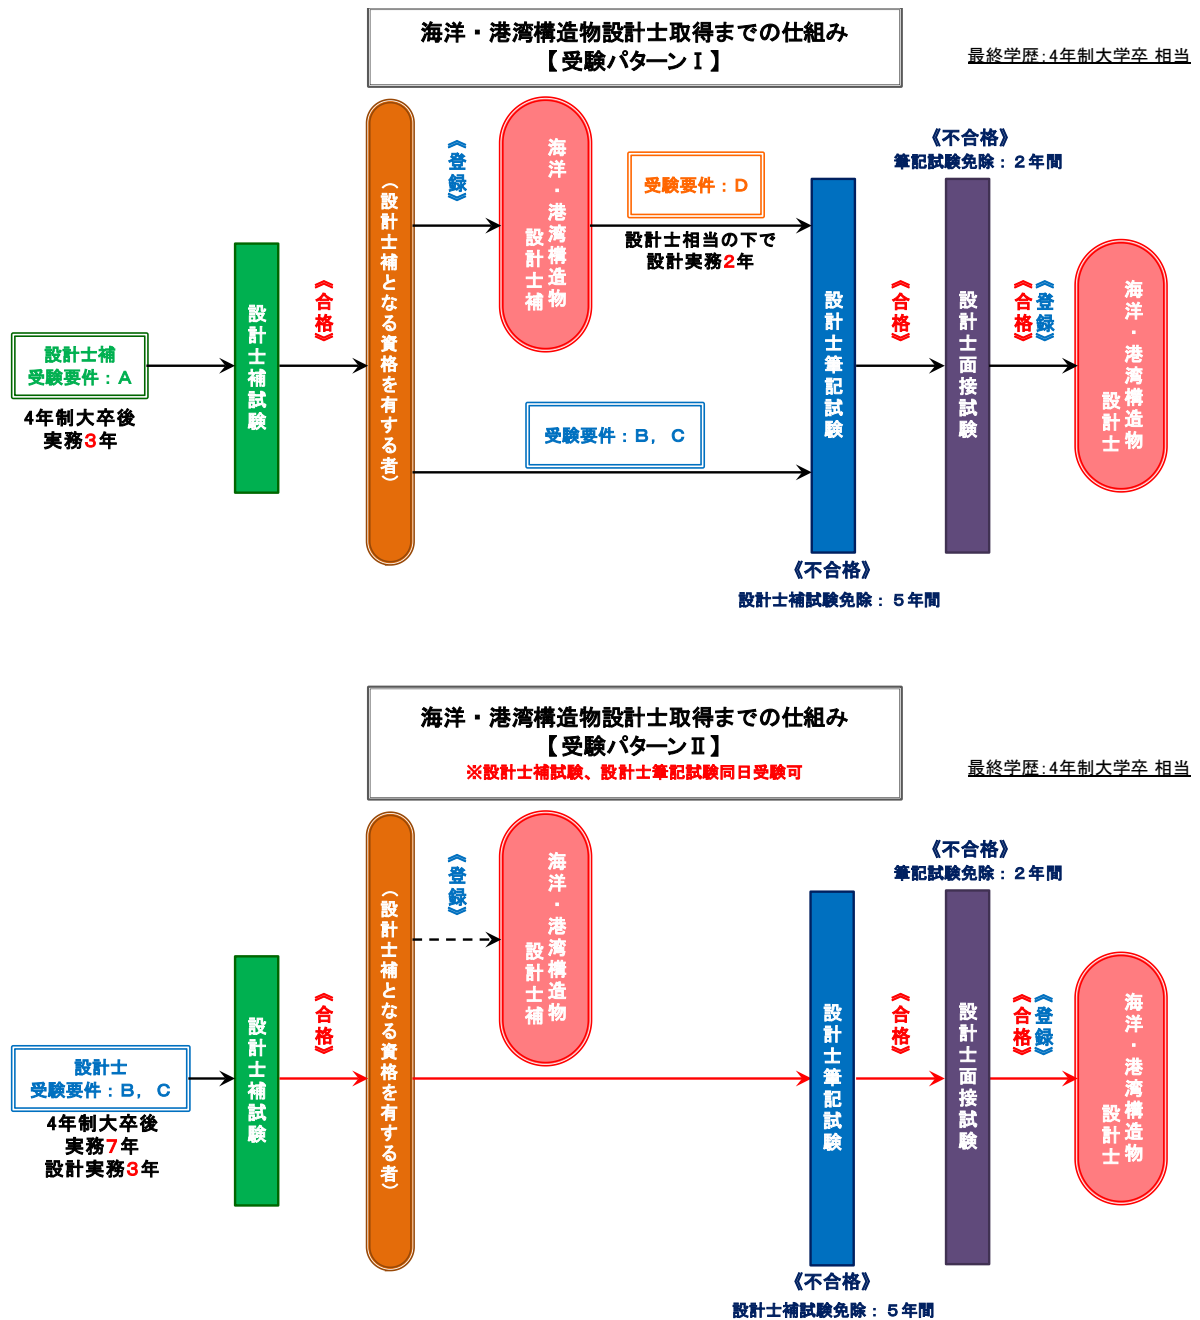 海洋・港湾構造物設計士取得までの仕組み
【受験パターンⅠ】
最終学歴:4年制大学卒 相当
設計士補
受験要件：A
4年制大卒後
実務3年
設計士補試験
《合格》
（設計士補となる資格を有する者）
《登録》
海洋・港湾構造物
設計士補
受験要件：D
設計士相当の下で
設計実務2年
受験要件：B, C
設計士筆記試験
《不合格》
設計士補試験免除：５年間
《合格》
《不合格》
筆記試験免除：２年間
設計士面接試験
《登録》
《合格》
海洋・港湾構造物
設計士
海洋・港湾構造物設計士取得までの仕組み
【受験パターンⅡ】
※設計士補試験、設計士筆記試験同日受験可
最終学歴:4年制大学卒 相当
設計士
受験要件：B, C
4年制大卒後
実務7年
設計実務3年
設計士補試験
《合格》
（設計士補となる資格を有する者）
《登録》
海洋・港湾構造物
設計士補
設計士筆記試験
《不合格》
設計士補試験免除：５年間
《合格》
《不合格》
筆記試験免除：２年間
設計士面接試験
《登録》
《合格》
海洋・港湾構造物
設計士